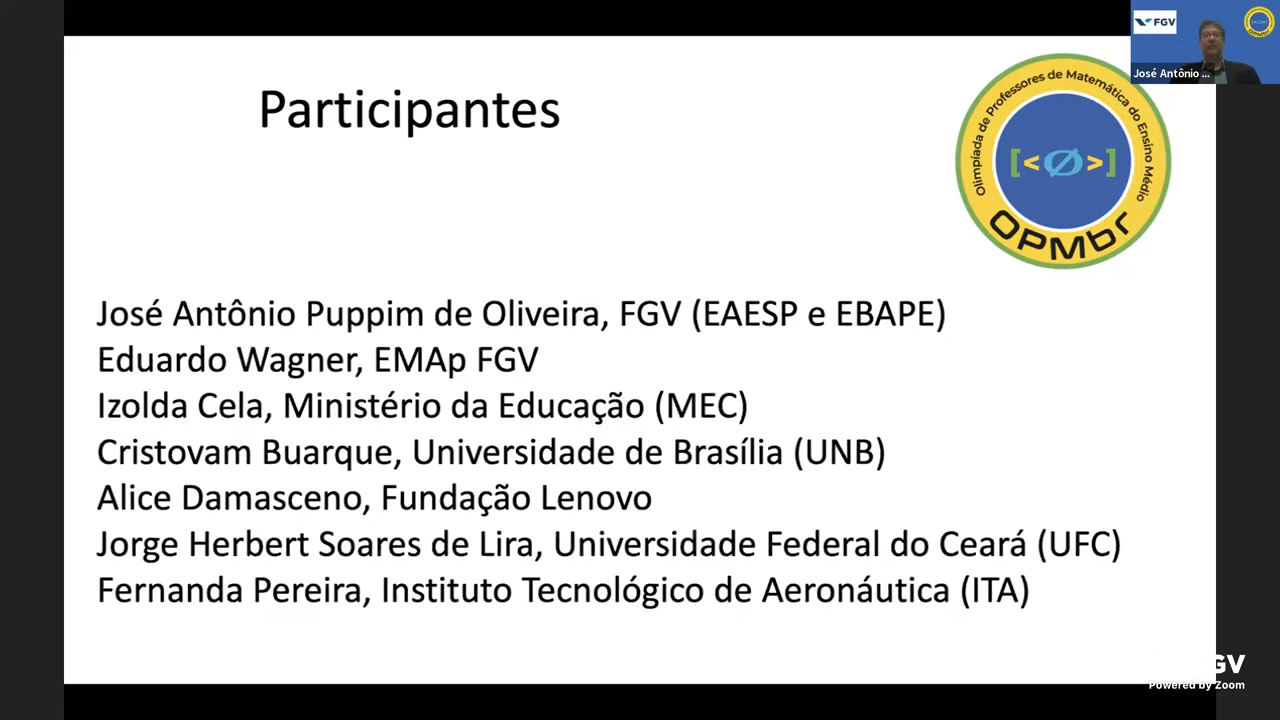 FGV
OPMbr
José Antônio ...
Participantes
Olimpíada de Professores de Matemática do Ensino Médio
[<Ø>]
OPMbr
José Antônio Puppim de Oliveira, FGV (EAESP e EBAPE)
Eduardo Wagner, EMAp FGV
Izolda Cela, Ministério da Educação (MEC)
Cristovam Buarque, Universidade de Brasília (UNB)
Alice Damasceno, Fundação Lenovo
Jorge Herbert Soares de Lira, Universidade Federal do Ceará (UFC)
Fernanda Pereira, Instituto Tecnológico de Aeronáutica (ITA)
GV
Powered by Zoom